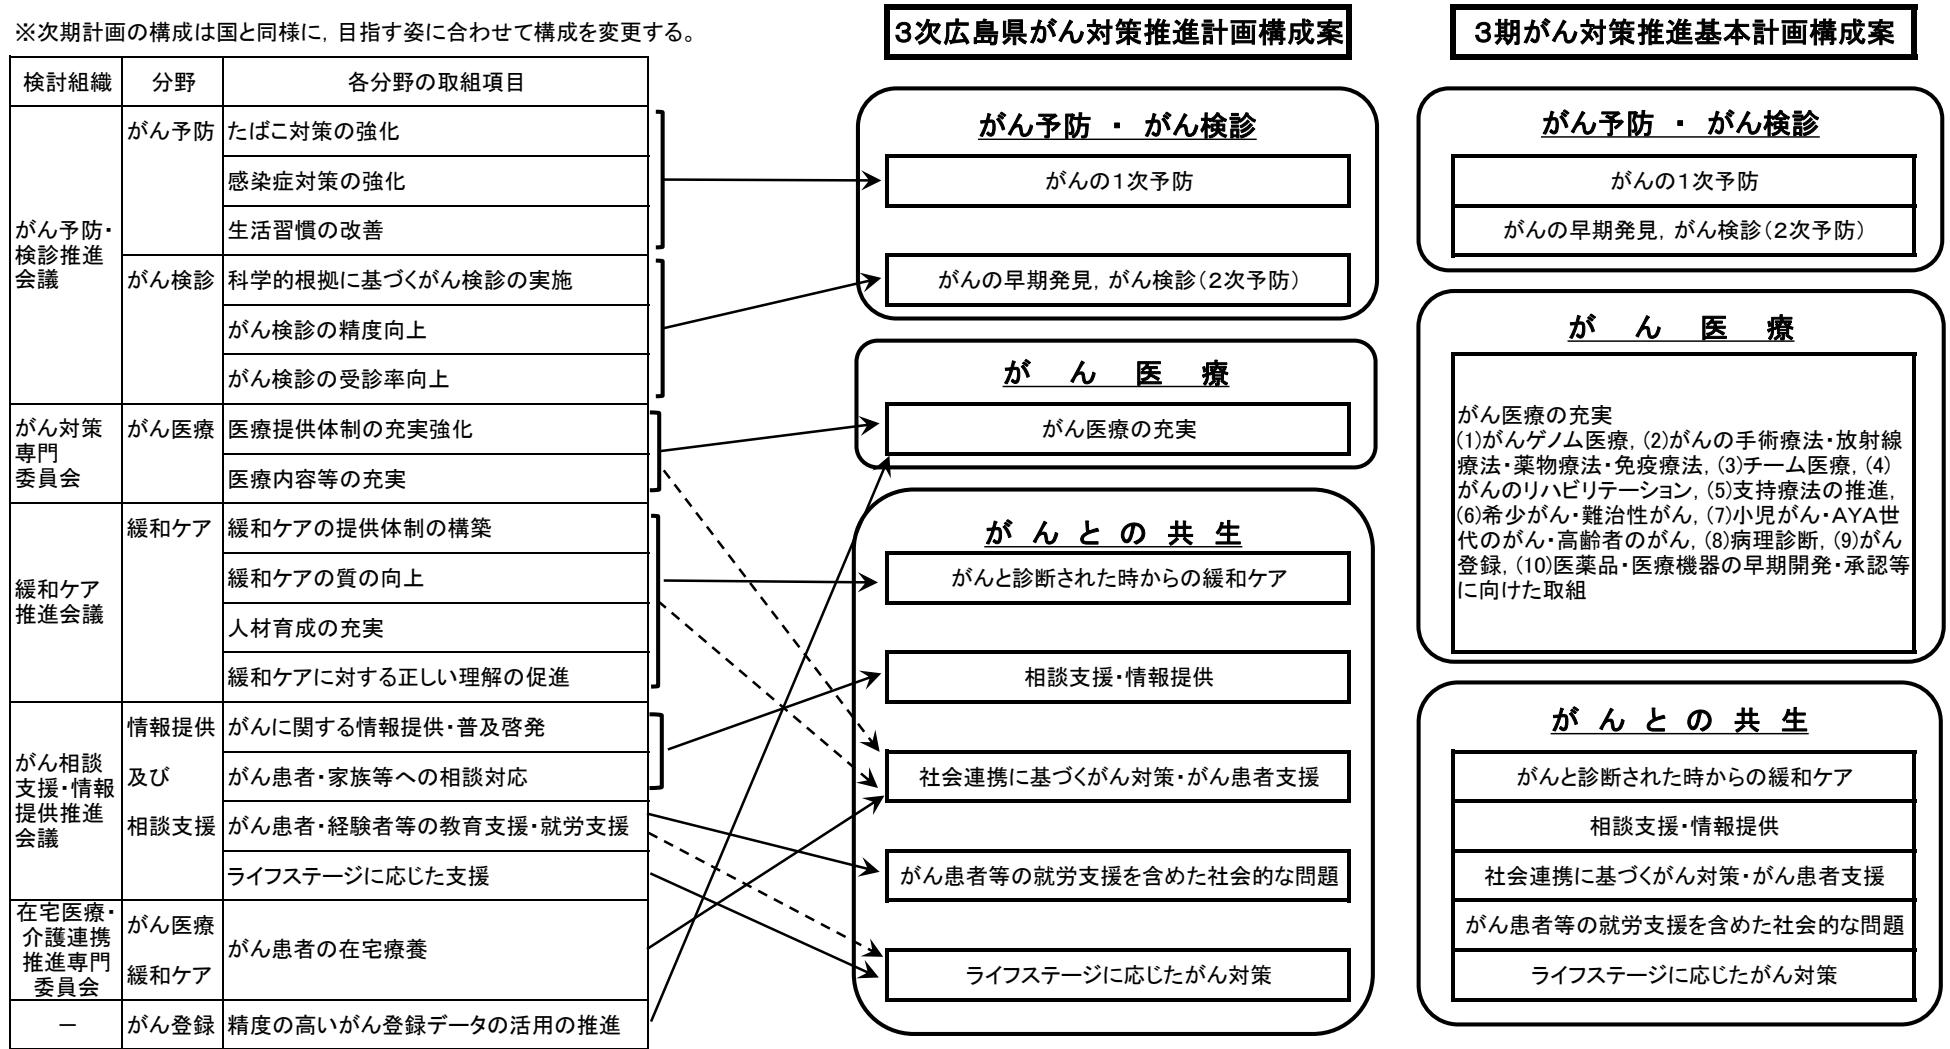 ※次期計画の構成は国と同様に，目指す姿に合わせて構成を変更する。
検討組織
分野
各分野の取組項目
がん予防・
検診推進
会議
がん予防
たばこ対策の強化
感染症対策の強化
生活習慣の改善
がん検診
科学的根拠に基づくがん検診の実施
がん検診の精度向上
がん検診の受診率向上
がん対策
専門
委員会
がん医療
医療提供体制の充実強化
医療内容等の充実
緩和ケア
推進会議
緩和ケア
緩和ケアの提供体制の構築
緩和ケアの質の向上
人材育成の充実
緩和ケアに対する正しい理解の促進
がん相談
支援・情報
提供推進
会議
情報提供
及び
相談支援
がんに関する情報提供・普及啓発
がん患者・家族等への相談対応
がん患者・経験者等の教育支援・就労支援
ライフステージに応じた支援
在宅医療・
介護連携
推進専門
委員会
がん医療
緩和ケア
がん患者の在宅療養
－
がん登録
精度の高いがん登録データの活用の推進
３次広島県がん対策推進計画構成案
がん予防 ・ がん検診
がんの１次予防
がんの早期発見，がん検診（２次予防）
が ん 医 療
がん医療の充実
が ん と の 共 生
がんと診断された時からの緩和ケア
相談支援・情報提供
社会連携に基づくがん対策・がん患者支援
がん患者等の就労支援を含めた社会的な問題
ライフステージに応じたがん対策
３期がん対策推進基本計画構成案
がん予防 ・ がん検診
がんの１次予防
がんの早期発見，がん検診（２次予防）
が ん 医 療
がん医療の充実
(1)がんゲノム医療，(2)がんの手術療法・放射線
療法・薬物療法・免疫療法，(3)チーム医療，(4)
がんのリハビリテーション，(5)支持療法の推進，
(6)希少がん・難治性がん，(7)小児がん・ＡＹＡ世
代のがん・高齢者のがん，(8)病理診断，(9)がん
登録，(10)医薬品・医療機器の早期開発・承認等
に向けた取組
が ん と の 共 生
がんと診断された時からの緩和ケア
相談支援・情報提供
社会連携に基づくがん対策・がん患者支援
がん患者等の就労支援を含めた社会的な問題
ライフステージに応じたがん対策